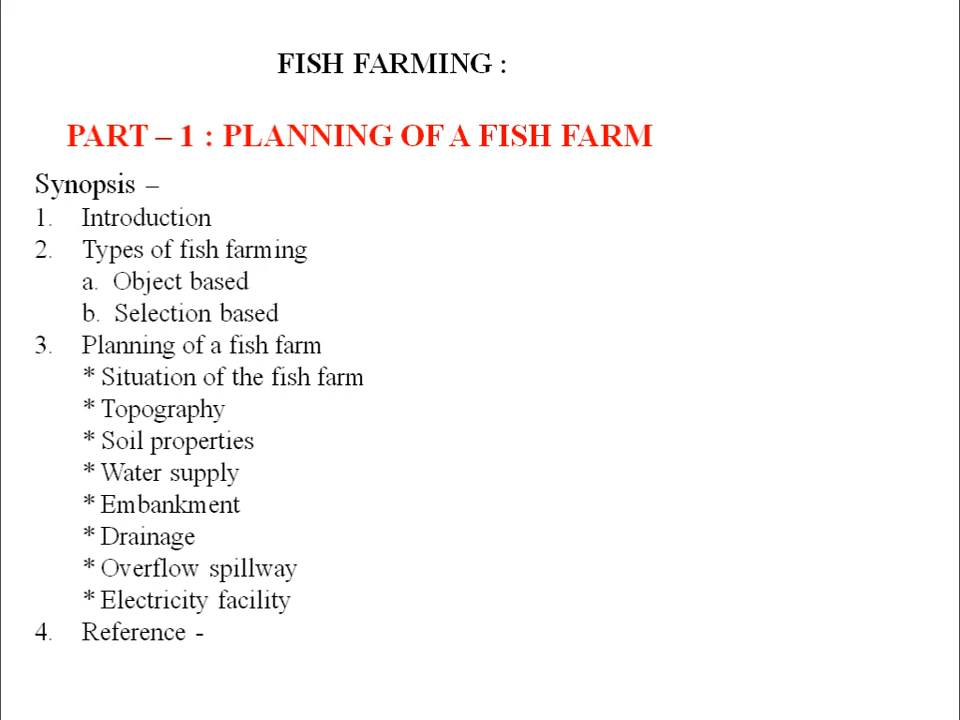 FISH FARMING :
PART – 1 : PLANNING OF A FISH FARM
Synopsis –
1. Introduction
2. Types of fish farming
a. Object based
b. Selection based
3. Planning of a fish farm
* Situation of the fish farm
* Topography
* Soil properties
* Water supply
* Embankment
* Drainage
* Overflow spillway
* Electricity facility
4. Reference -